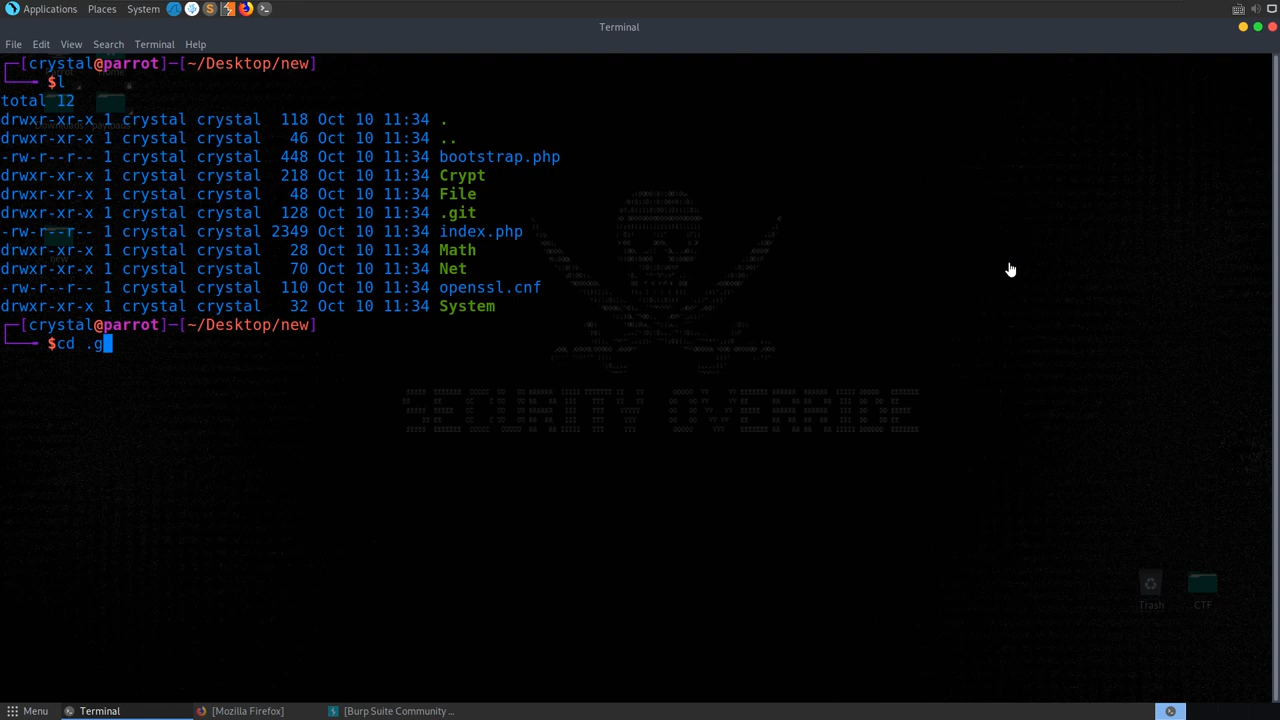 Applications Places System
Terminal
File Edit View Search Terminal Help
┌─[crystal@parrot]─[~/Desktop/new]
└──╼ $l
total 12
drwxr-xr-x 1 crystal crystal  118 Oct 10 11:34 .
drwxr-xr-x 1 crystal crystal   46 Oct 10 11:34 ..
-rw-r--r-- 1 crystal crystal  448 Oct 10 11:34 bootstrap.php
drwxr-xr-x 1 crystal crystal  218 Oct 10 11:34 Crypt
drwxr-xr-x 1 crystal crystal   48 Oct 10 11:34 File
drwxr-xr-x 1 crystal crystal  128 Oct 10 11:34 .git
-rw-r--r-- 1 crystal crystal 2349 Oct 10 11:34 index.php
drwxr-xr-x 1 crystal crystal   28 Oct 10 11:34 Math
drwxr-xr-x 1 crystal crystal   70 Oct 10 11:34 Net
-rw-r--r-- 1 crystal crystal  110 Oct 10 11:34 openssl.cnf
drwxr-xr-x 1 crystal crystal   32 Oct 10 11:34 System
┌─[crystal@parrot]─[~/Desktop/new]
└──╼ $cd .g
new
SECURITY OVERRIDE
Trash CTF
Menu Terminal [Mozilla Firefox] [Burp Suite Community ...